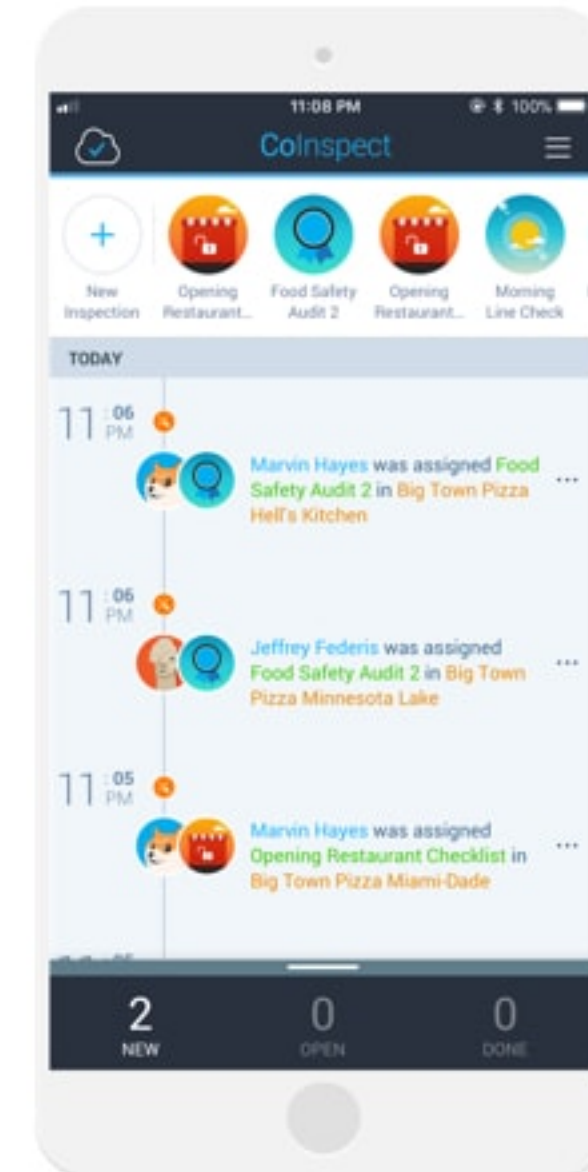 11:08 PM
100%
CoInspect
New
Inspection
Opening
Restaurant...
Food Safety
Audit 2
Opening
Restaurant...
Morning
Line Check
TODAY
11 : 06
PM
Marvin Hayes was assigned Food
Safety Audit 2 in Big Town Pizza
Hell's Kitchen
11 : 06
PM
Jeffrey Federis was assigned
Food Safety Audit 2 in Big Town
Pizza Minnesota Lake
11 : 05
PM
Marvin Hayes was assigned
Opening Restaurant Checklist in
Big Town Pizza Miami-Dade
2
NEW
0
OPEN
0
DONE